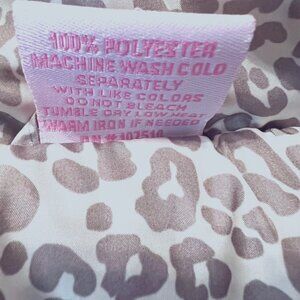 100% POLYESTER
MACHINE WASH COLD
SEPARATELY
WITH LIKE COLORS
DO NOT BLEACH
TUMBLE DRY LOW HEAT
WARM IRON IF NEEDED